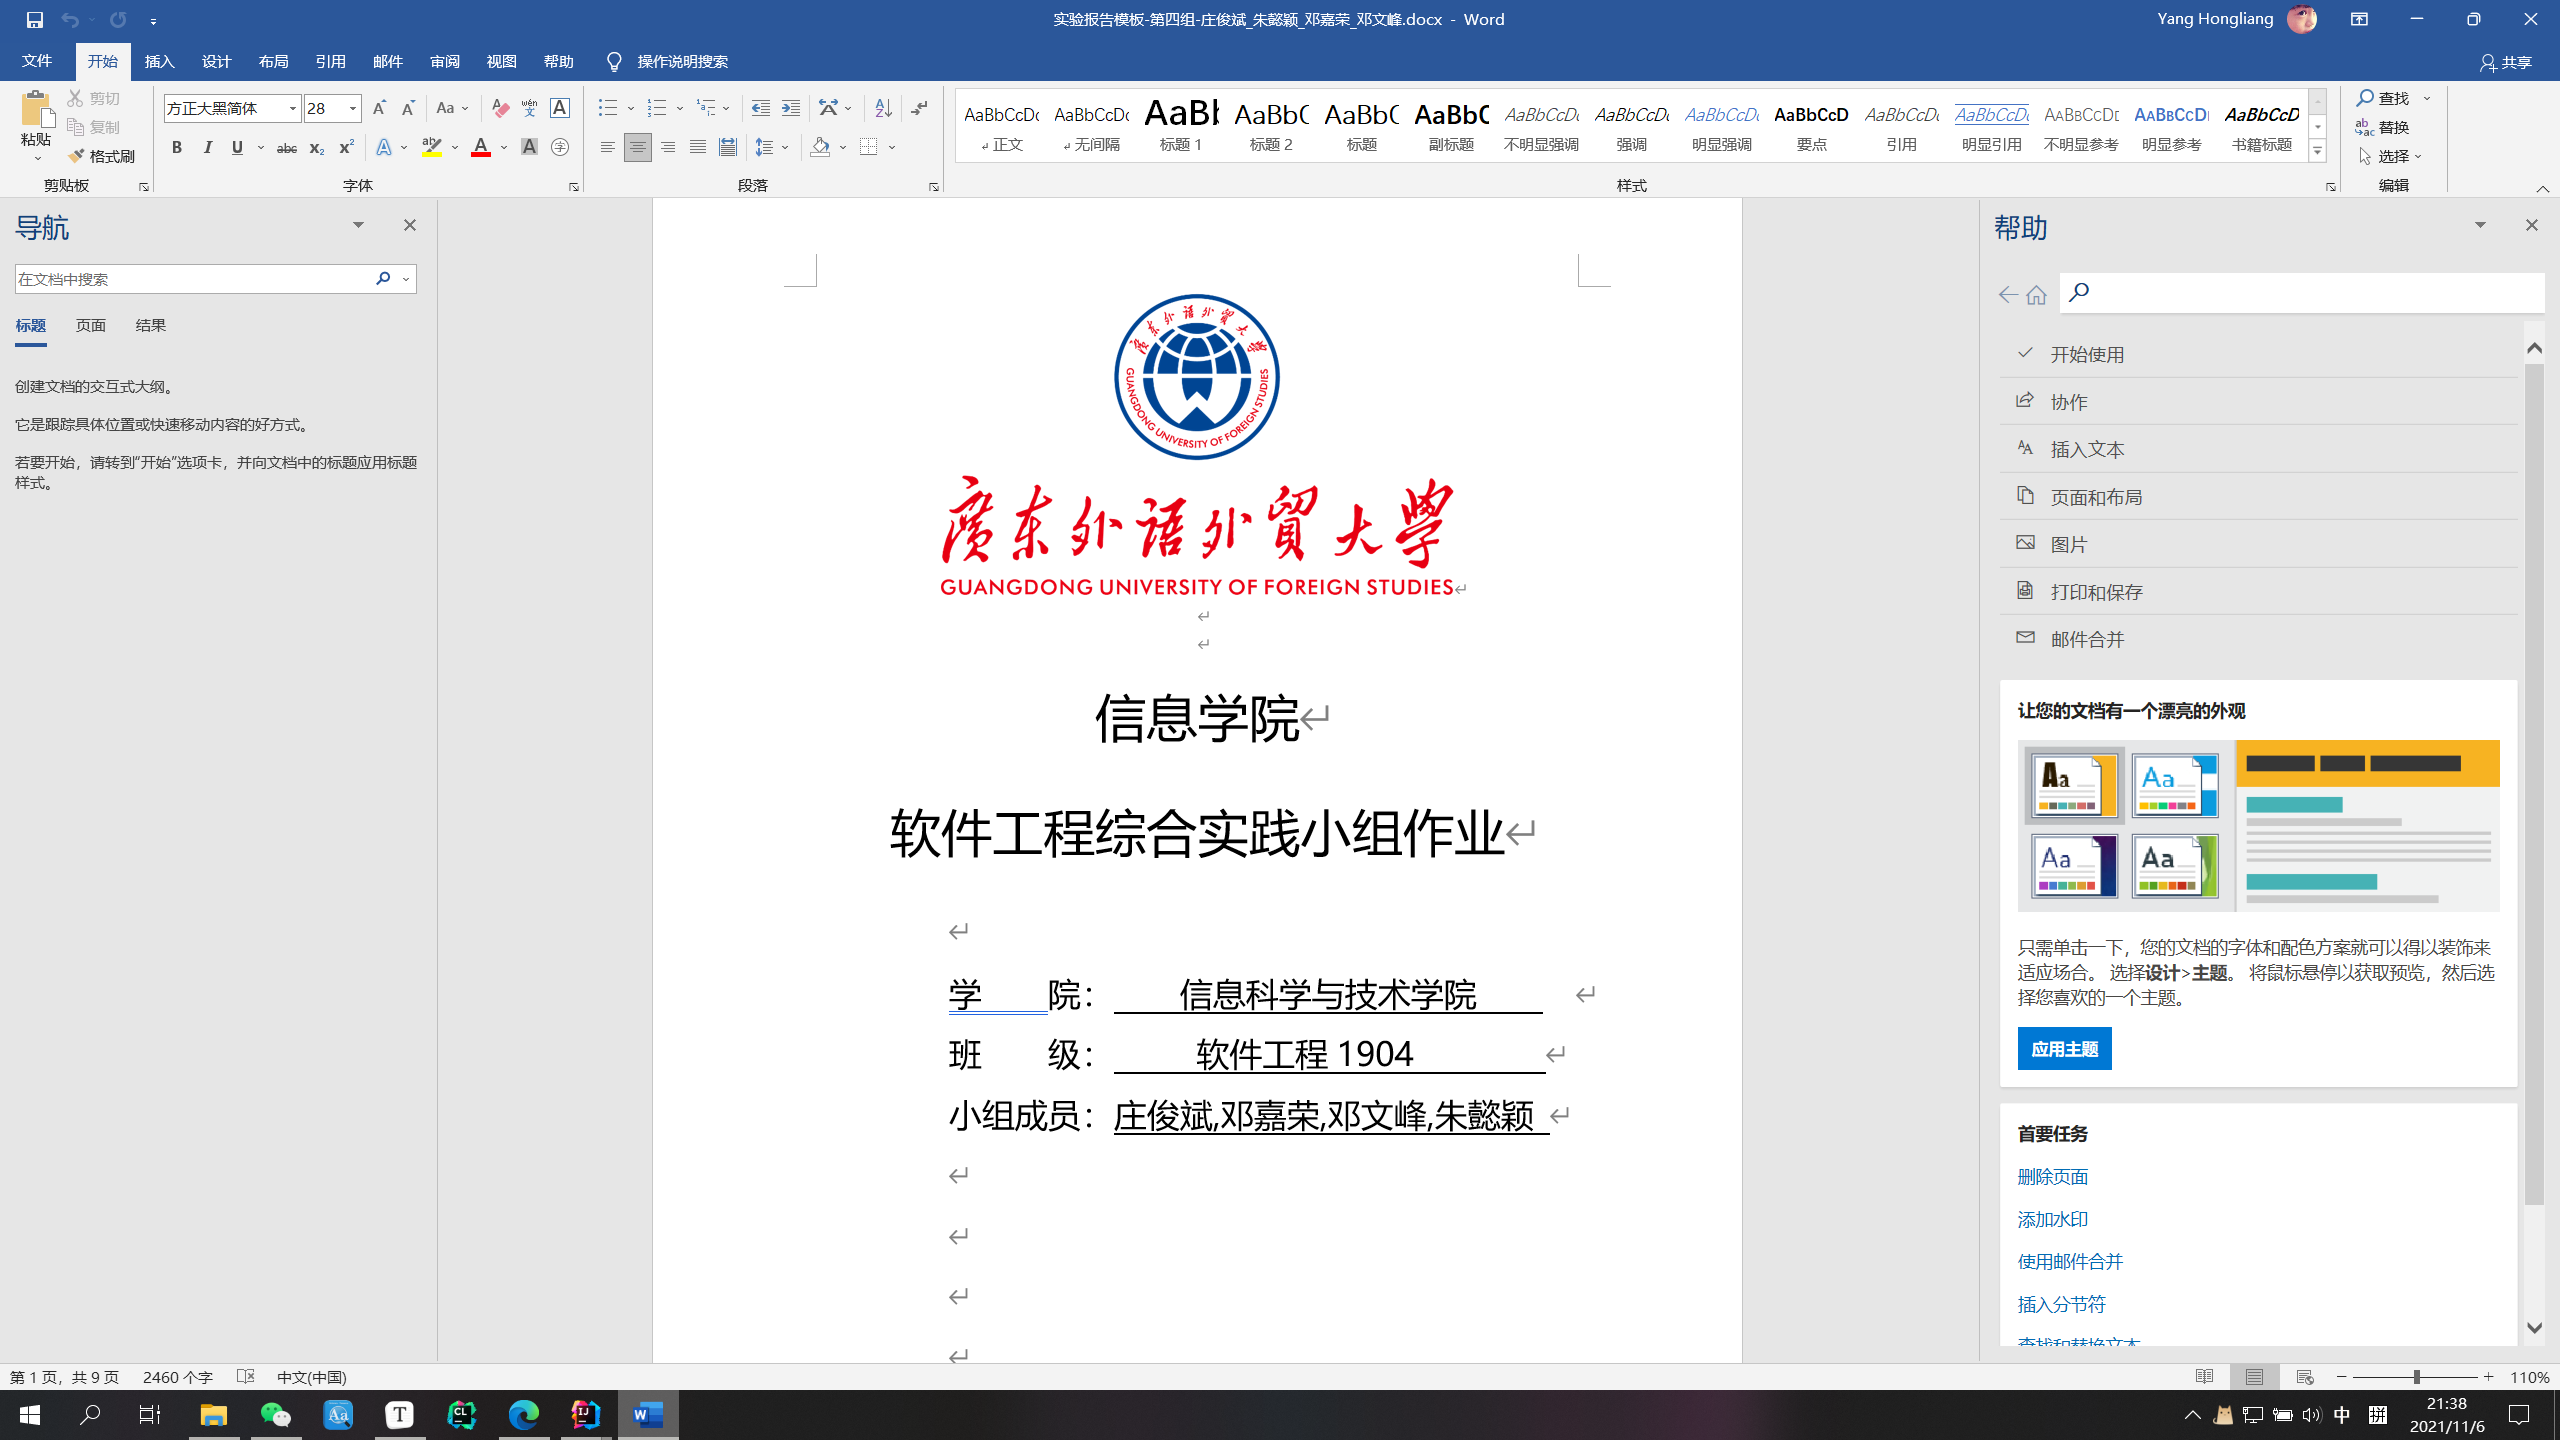 实验报告模板-第四组-庄俊斌_朱懿颖_邓嘉荣_邓文峰.docx - Word
Yang Hongliang
文件 开始 插入 设计 布局 引用 邮件 审阅 视图 帮助 操作说明搜索
共享
粘贴
剪切
复制
格式刷
剪贴板
方正大黑简体 28
字体
段落
AaBbCcDc 正文
AaBbCcDc 无间隔
AaBb 标题 1
AaBbC 标题 2
AaBbC 标题
AaBbC 副标题
AaBbCcDc 不明显强调
AaBbCcDc 强调
AaBbCcDc 明显强调
AaBbCcD 要点
AaBbCcDc 引用
AaBbCcDc 明显引用
AaBbCcDc 不明显参考
AaBbCcD 明显参考
AaBbCcD 书籍标题
样式
查找
替换
选择
编辑
导航
在文档中搜索
标题 页面 结果
创建文档的交互式大纲。
它是跟踪具体位置或快速移动内容的好方式。
若要开始，请转到“开始”选项卡，并向文档中的标题应用标题
样式。
廣东外语外貿大學
GUANGDONG UNIVERSITY OF FOREIGN STUDIES
廣东外語外貿大學
GUANGDONG UNIVERSITY OF FOREIGN STUDIES
信息学院
软件工程综合实践小组作业
学 院： 信息科学与技术学院
班 级： 软件工程 1904
小组成员：庄俊斌,邓嘉荣,邓文峰,朱懿颖
帮助
开始使用
协作
插入文本
页面和布局
图片
打印和保存
邮件合并
让您的文档有一个漂亮的外观
Aa Aa
Aa Aa
只需单击一下，您的文档的字体和配色方案就可以得以装饰来
适应场合。 选择设计>主题。 将鼠标悬停以获取预览，然后选
择您喜欢的一个主题。
应用主题
首要任务
删除页面
添加水印
使用邮件合并
插入分节符
查找和替换文本
第 1 页，共 9 页 2460 个字 中文(中国)
110%
中 拼
21:38
2021/11/6